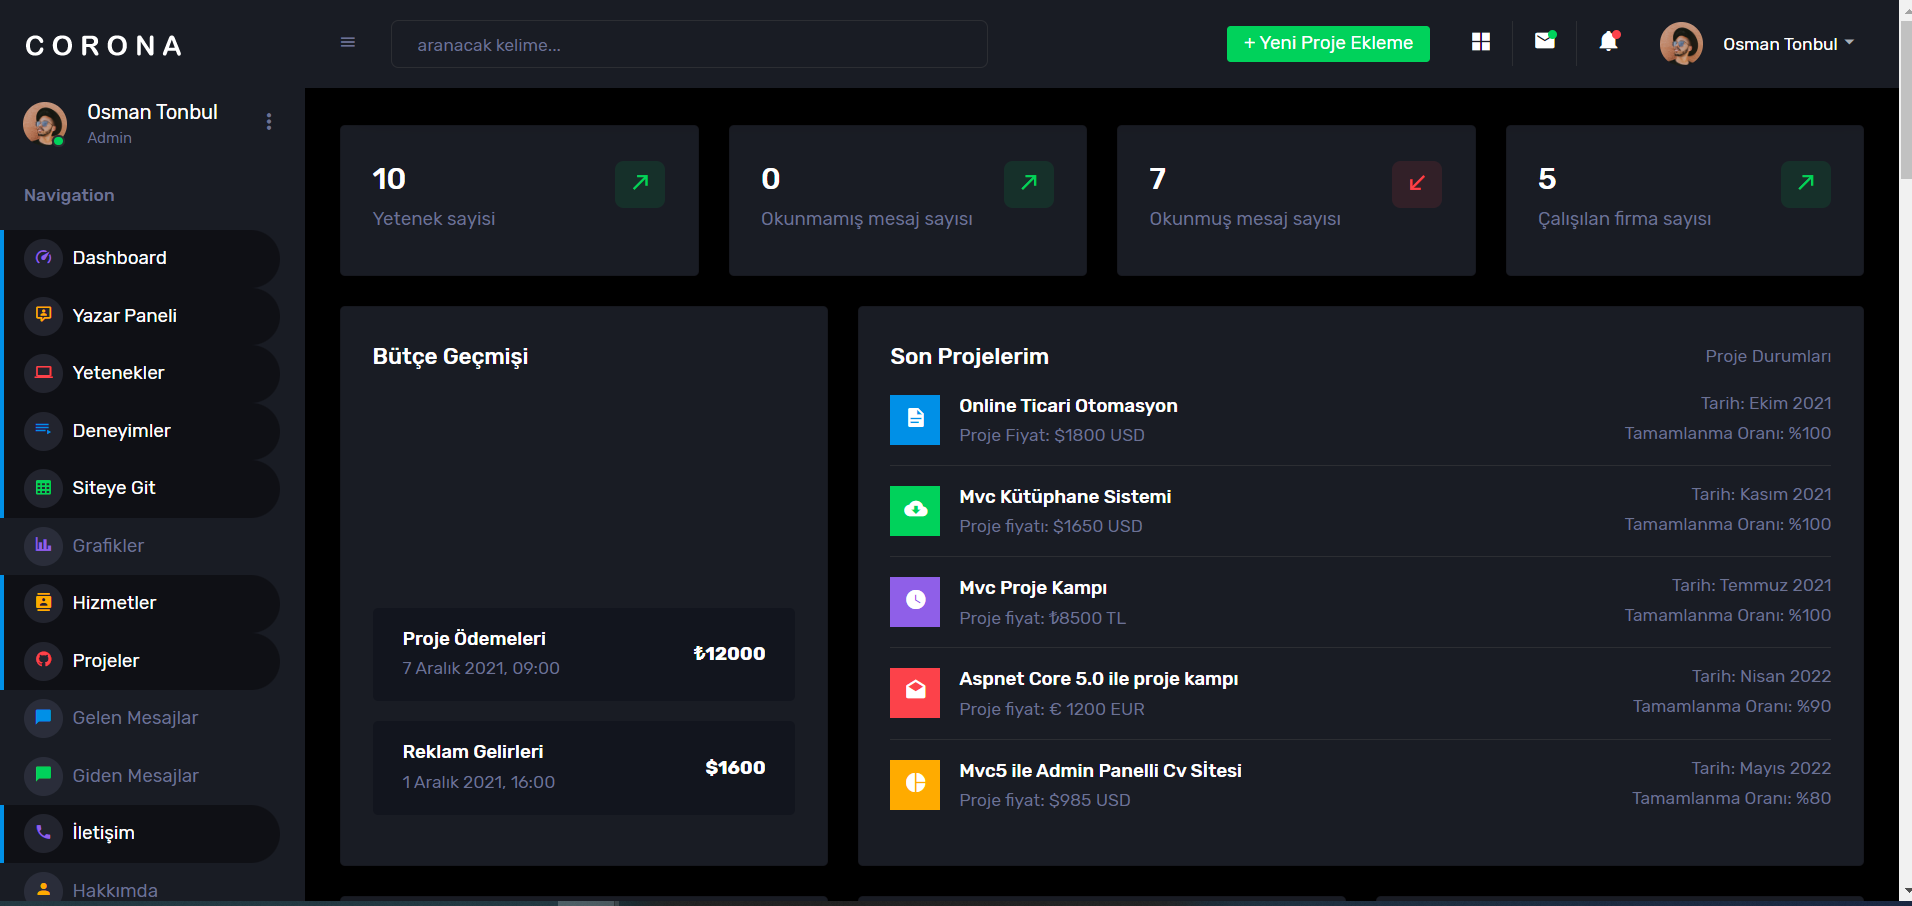 CORONA
aranacak kelime...
+ Yeni Proje Ekleme
Osman Tonbul
Osman Tonbul
Admin
Navigation
Dashboard
Yazar Paneli
Yetenekler
Deneyimler
Siteye Git
Grafikler
Hizmetler
Projeler
Gelen Mesajlar
Giden Mesajlar
İletişim
Hakkımda
10
Yetenek sayisi
0
Okunmamış mesaj sayısı
7
Okunmuş mesaj sayısı
5
Çalışılan firma sayısı
Bütçe Geçmişi
Proje Ödemeleri
7 Aralık 2021, 09:00
₺12000
Reklam Gelirleri
1 Aralık 2021, 16:00
$1600
Son Projelerim
Proje Durumları
Online Ticari Otomasyon
Proje Fiyat: $1800 USD
Tarih: Ekim 2021
Tamamlanma Oranı: %100
Mvc Kütüphane Sistemi
Proje fiyatı: $1650 USD
Tarih: Kasım 2021
Tamamlanma Oranı: %100
Mvc Proje Kampı
Proje fiyat: ₺8500 TL
Tarih: Temmuz 2021
Tamamlanma Oranı: %100
Aspnet Core 5.0 ile proje kampı
Proje fiyat: € 1200 EUR
Tarih: Nisan 2022
Tamamlanma Oranı: %90
Mvc5 ile Admin Panelli Cv Sİtesi
Proje fiyat: $985 USD
Tarih: Mayıs 2022
Tamamlanma Oranı: %80